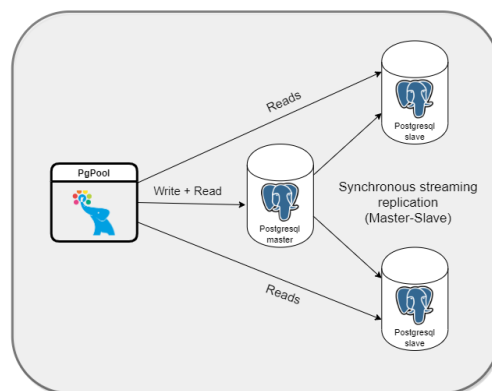 Reads
Postgresql
slave
PgPool
Write + Read
Postgresql
master
Synchronous streaming
replication
(Master-Slave)
Reads
Postgresql
slave